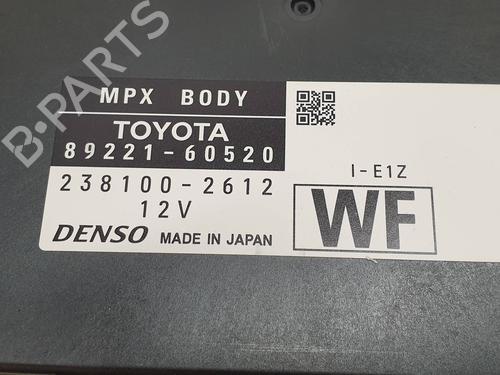 B-PARTS
MPX BODY
TOYOTA
89221-60520
238100-2612
12V
DENSO MADE IN JAPAN
I-E1Z
WF